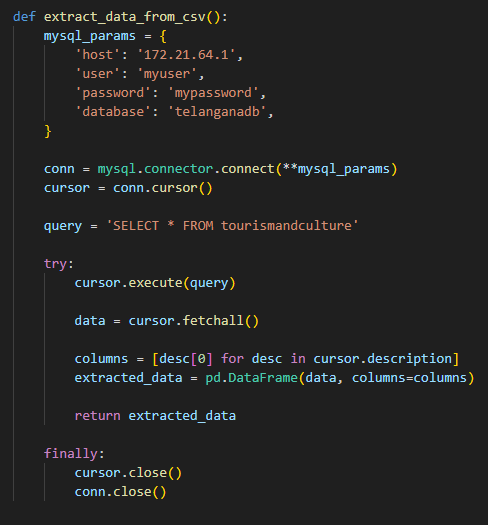 def extract_data_from_csv():
    mysql_params = {
        'host': '172.21.64.1',
        'user': 'myuser',
        'password': 'mypassword',
        'database': 'telanganadb',
    }
    conn = mysql.connector.connect(**mysql_params)
    cursor = conn.cursor()
    query = 'SELECT * FROM tourismandculture'
    try:
        cursor.execute(query)
        data = cursor.fetchall()
        columns = [desc[0] for desc in cursor.description]
        extracted_data = pd.DataFrame(data, columns=columns)
        return extracted_data
    finally:
        cursor.close()
        conn.close()